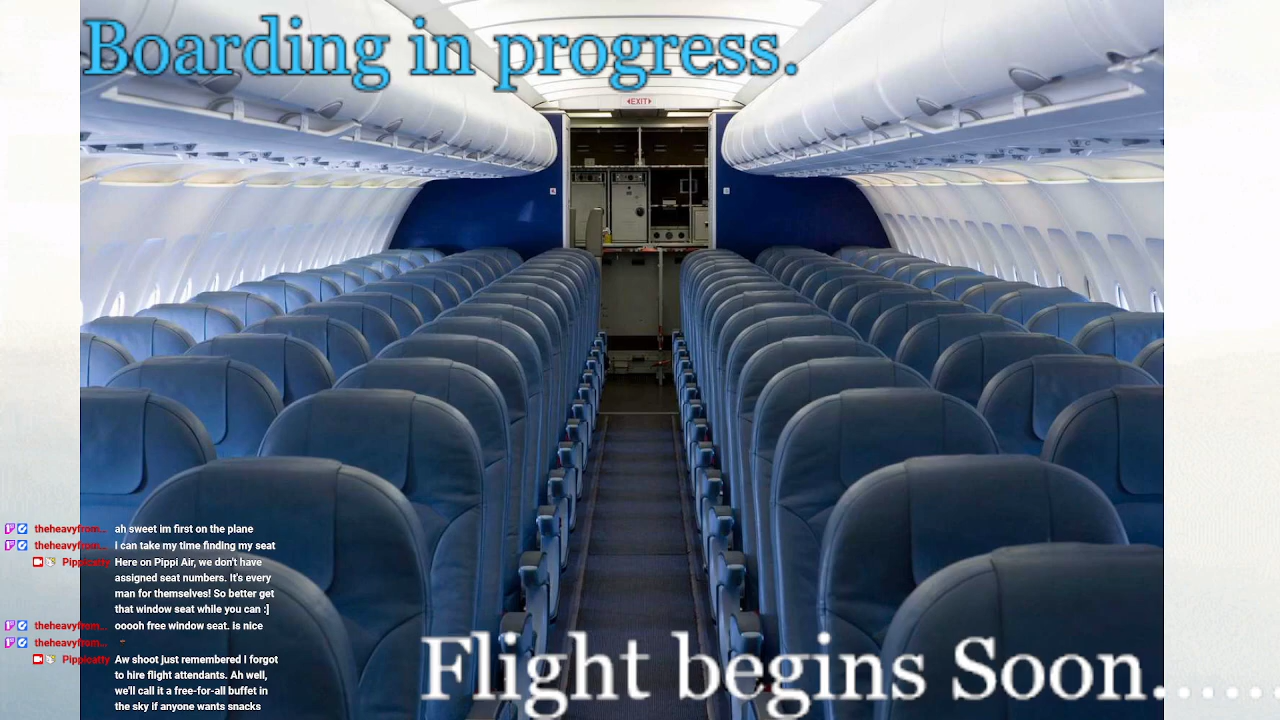 Boarding in progress.
◄EXIT►
theheavyfrom... ah sweet im first on the plane
theheavyfrom... I can take my time finding my seat
Pippicatty Here on Pippi Air, we don't have
assigned seat numbers. It's every
man for themselves! So better get
that window seat while you can :]
theheavyfrom... ooooh free window seat. Is nice
theheavyfrom...
Pippicatty Aw shoot just remembered I forgot
to hire flight attendants. Ah well,
we'll call it a free-for-all buffet in
the sky if anyone wants snacks
Flight begins Soon......